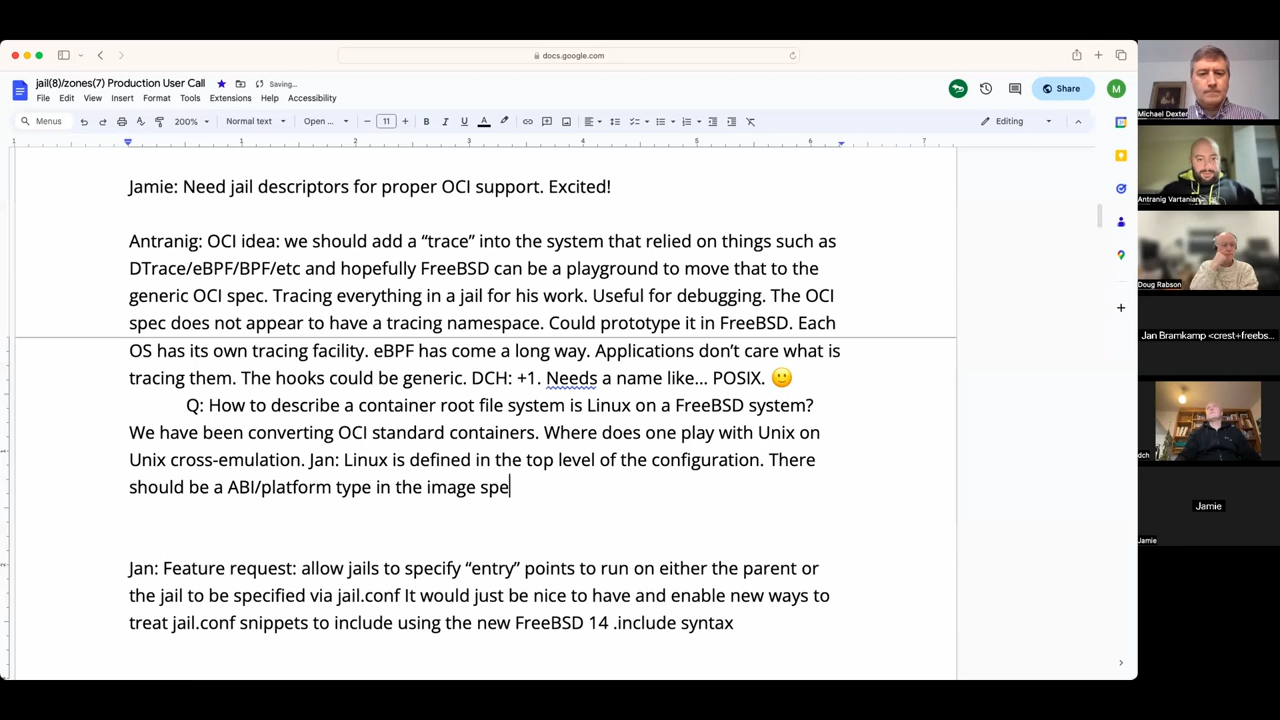 docs.google.com
jail(8)/zones(7) Production User Call
Saving...
File Edit View Insert Format Tools Extensions Help Accessibility
Share
M
Menus
200%
Normal text
Open ...
11
B I U A
Editing
1 1 2 3 4 5 6 7
Jamie: Need jail descriptors for proper OCI support. Excited!
Antranig: OCI idea: we should add a “trace” into the system that relied on things such as
DTrace/eBPF/BPF/etc and hopefully FreeBSD can be a playground to move that to the
generic OCI spec. Tracing everything in a jail for his work. Useful for debugging. The OCI
spec does not appear to have a tracing namespace. Could prototype it in FreeBSD. Each
OS has its own tracing facility. eBPF has come a long way. Applications don’t care what is
tracing them. The hooks could be generic. DCH: +1. Needs a name like… POSIX. 🙂
Q: How to describe a container root file system is Linux on a FreeBSD system?
We have been converting OCI standard containers. Where does one play with Unix on
Unix cross-emulation. Jan: Linux is defined in the top level of the configuration. There
should be a ABI/platform type in the image spe
Jan: Feature request: allow jails to specify “entry” points to run on either the parent or
the jail to be specified via jail.conf It would just be nice to have and enable new ways to
treat jail.conf snippets to include using the new FreeBSD 14 .include syntax
Michael Dexter
Antranig Vartanian
Doug Rabson
Jan Bramkamp <crest+freebs...
dch
Jamie
Jamie